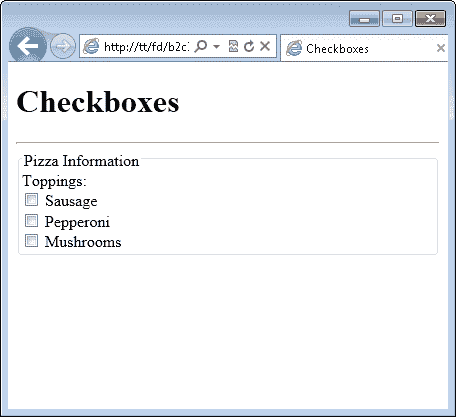 http://tt/fd/b2c
Checkboxes
Checkboxes
Pizza Information
Toppings:
Sausage
Pepperoni
Mushrooms